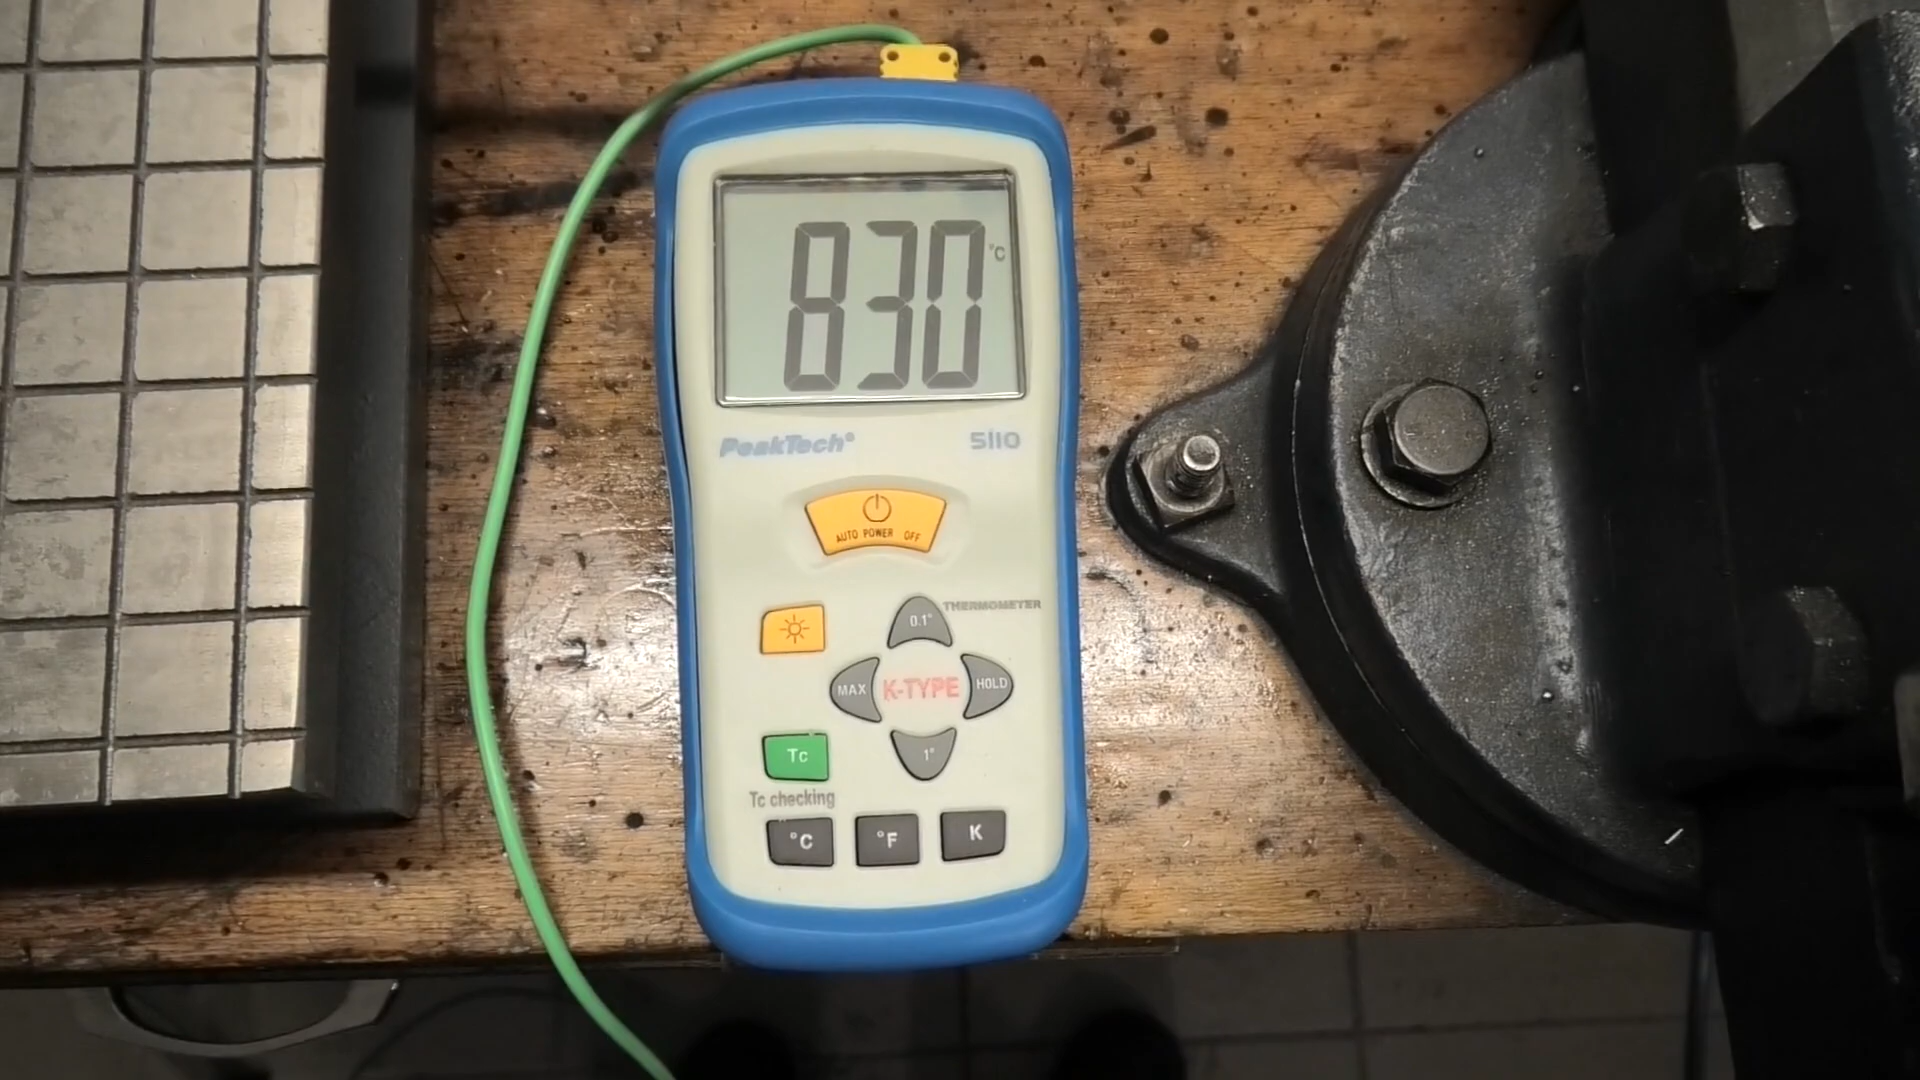 830 °C
PeakTech® 5110
AUTO POWER OFF
THERMOMETER
0.1°
MAX K-TYPE HOLD
Tc 1°
Tc checking
°C °F K